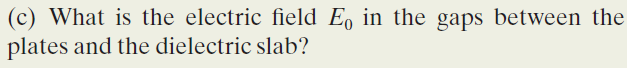 (c) What is the electric field E₀ in the gaps between the
plates and the dielectric slab?